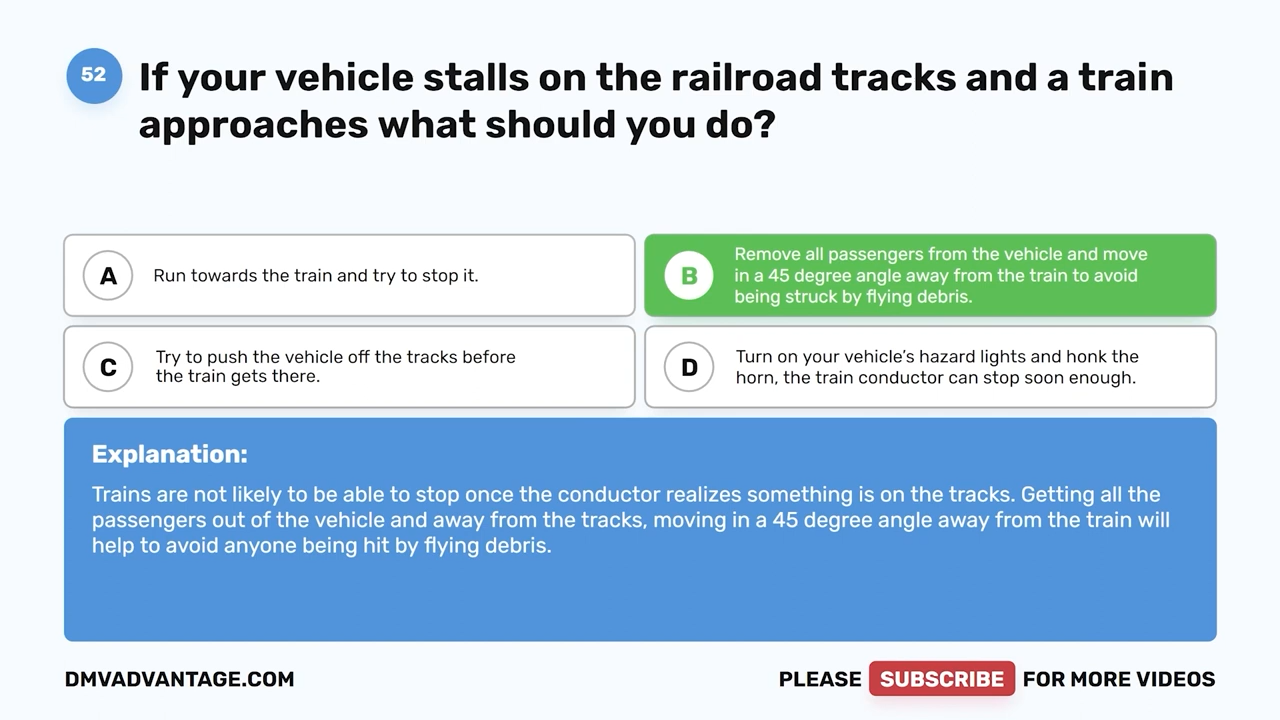 52
If your vehicle stalls on the railroad tracks and a train
approaches what should you do?
A
Run towards the train and try to stop it.
B
Remove all passengers from the vehicle and move
in a 45 degree angle away from the train to avoid
being struck by flying debris.
C
Try to push the vehicle off the tracks before
the train gets there.
D
Turn on your vehicle’s hazard lights and honk the
horn, the train conductor can stop soon enough.
Explanation:
Trains are not likely to be able to stop once the conductor realizes something is on the tracks. Getting all the
passengers out of the vehicle and away from the tracks, moving in a 45 degree angle away from the train will
help to avoid anyone being hit by flying debris.
DMVADVANTAGE.COM
PLEASE SUBSCRIBE FOR MORE VIDEOS